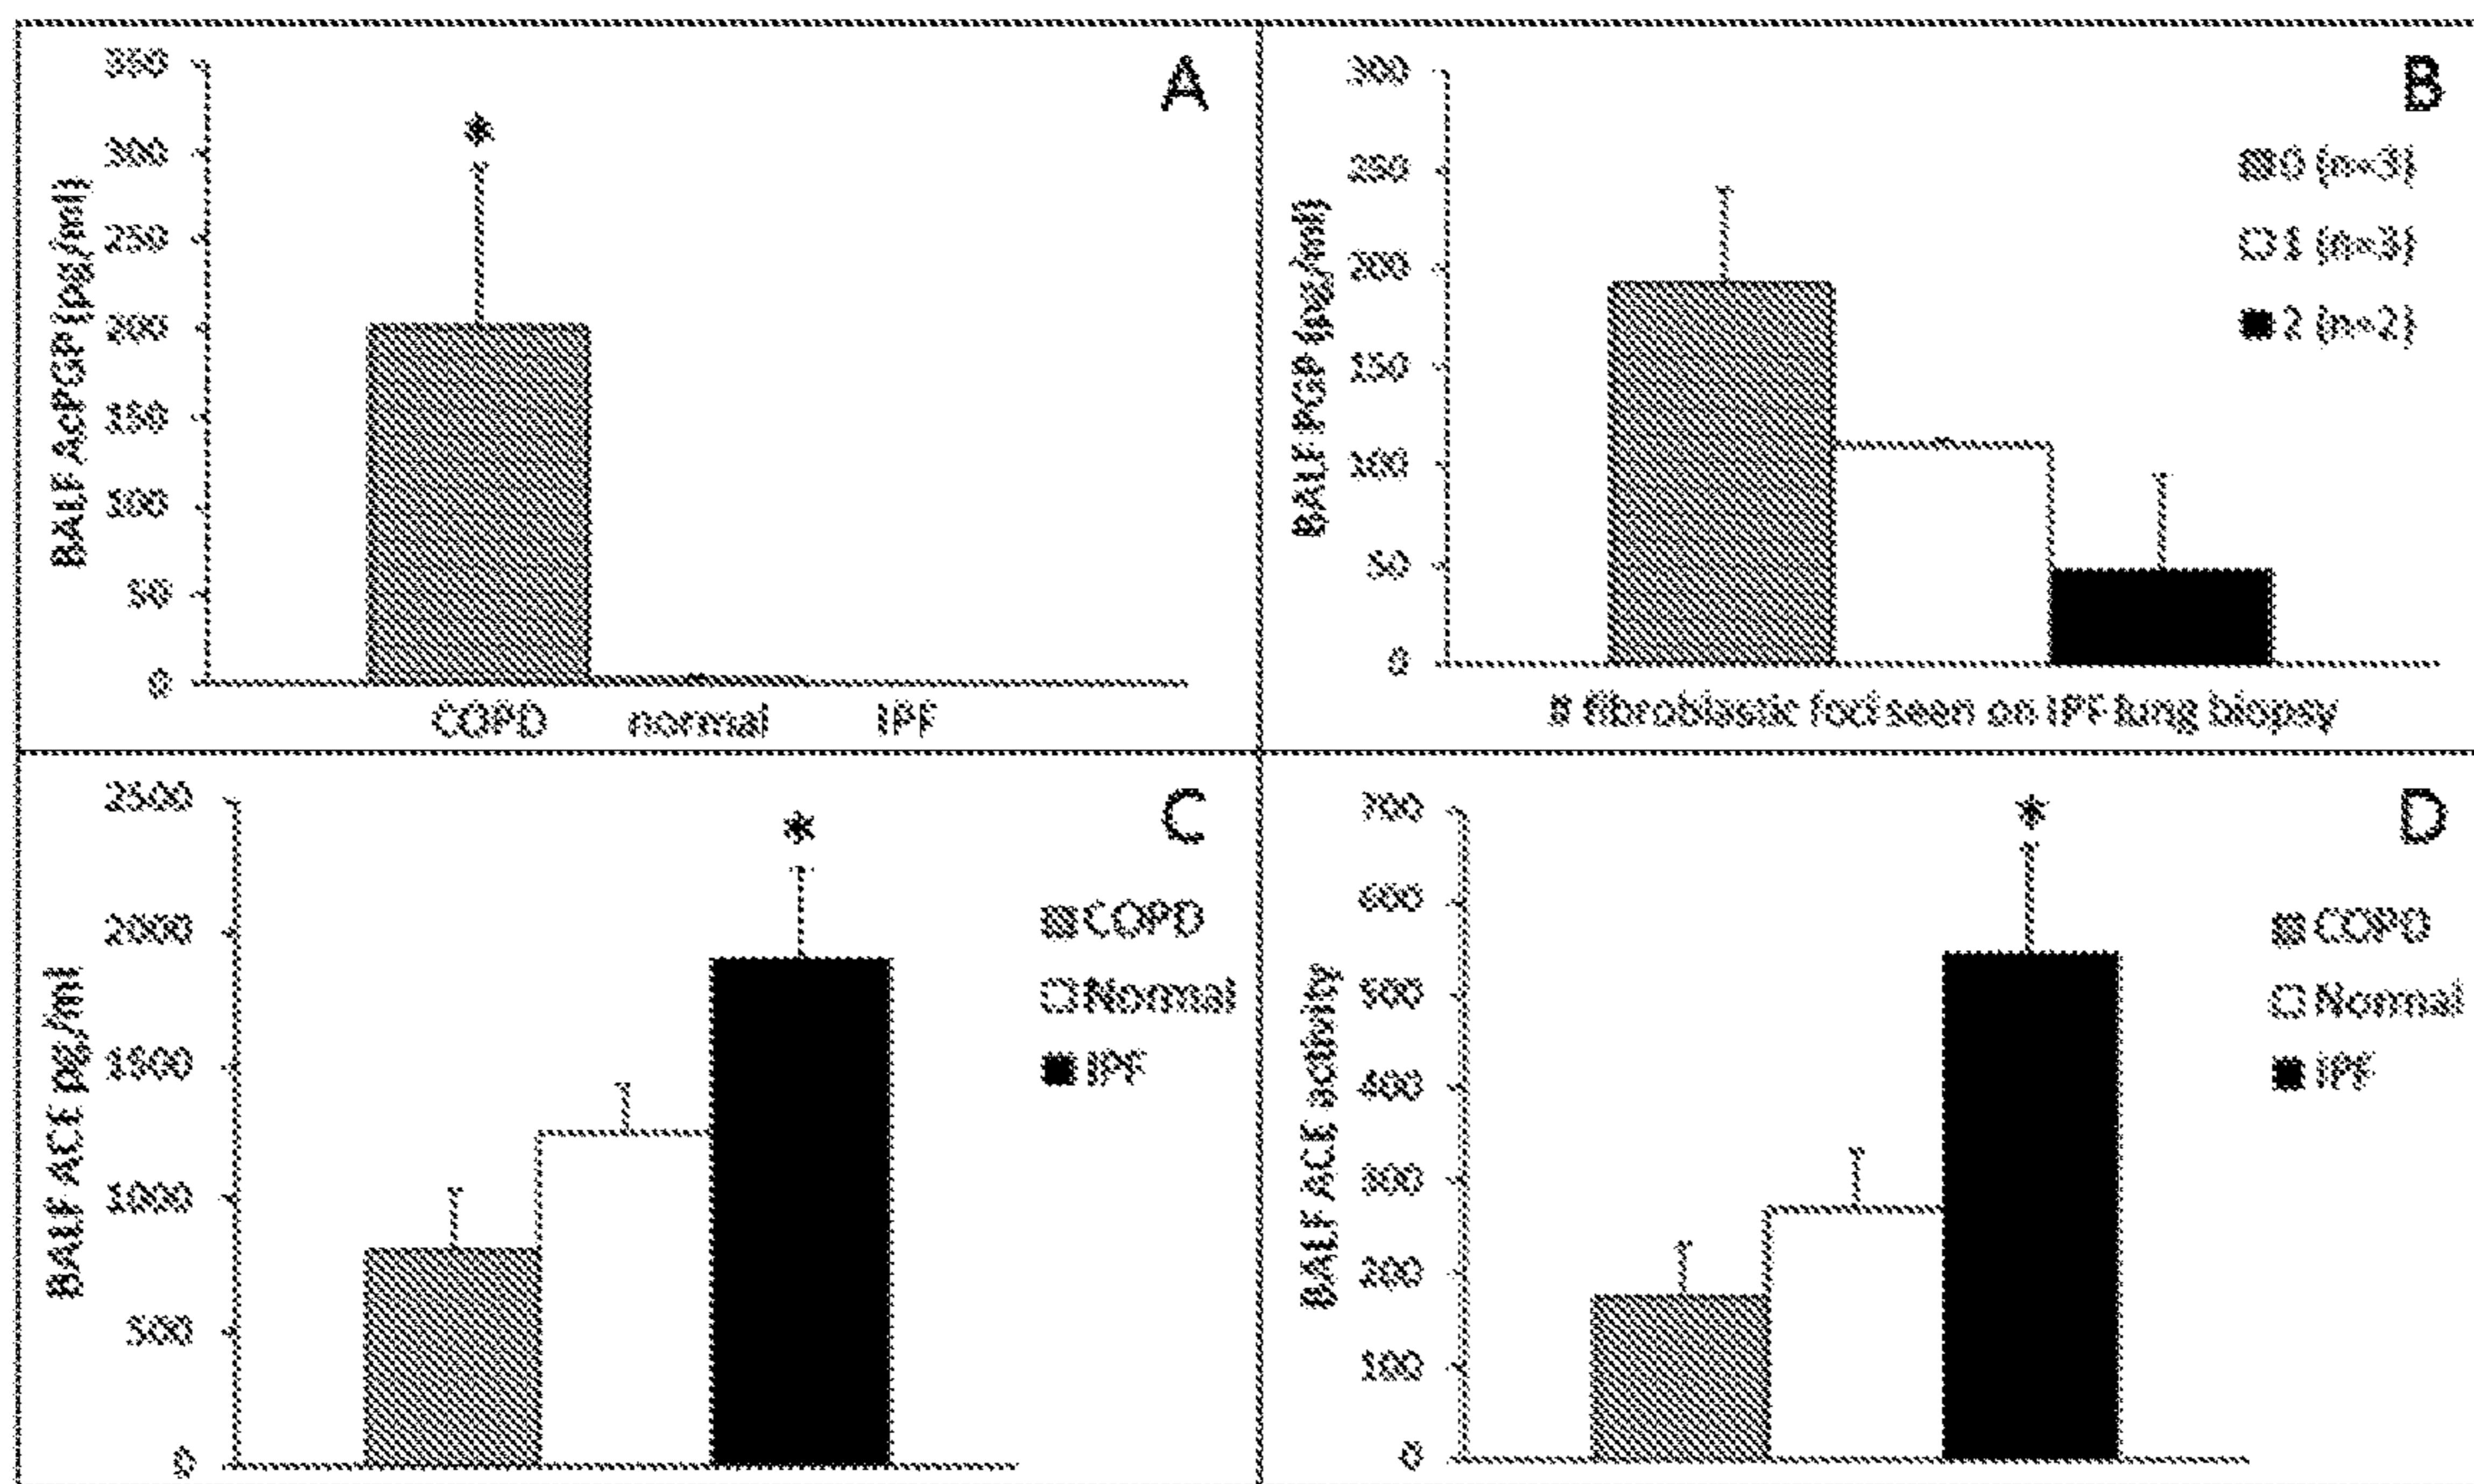 A
350
300
250
200
150
100
50
0
BALF AcPGP (pg/ml)
*
COPD normal IPF
B
300
250
200
150
100
50
0
BALF PGP (pg/ml)
0 (n=3)
1 (n=3)
2 (n=2)
# fibroblastic foci seen on IPF lung biopsy
C
2500
2000
1500
1000
500
0
BALF ACE pg/ml
*
COPD
Normal
IPF
D
700
600
500
400
300
200
100
0
BALF ACE activity
*
COPD
Normal
IPF